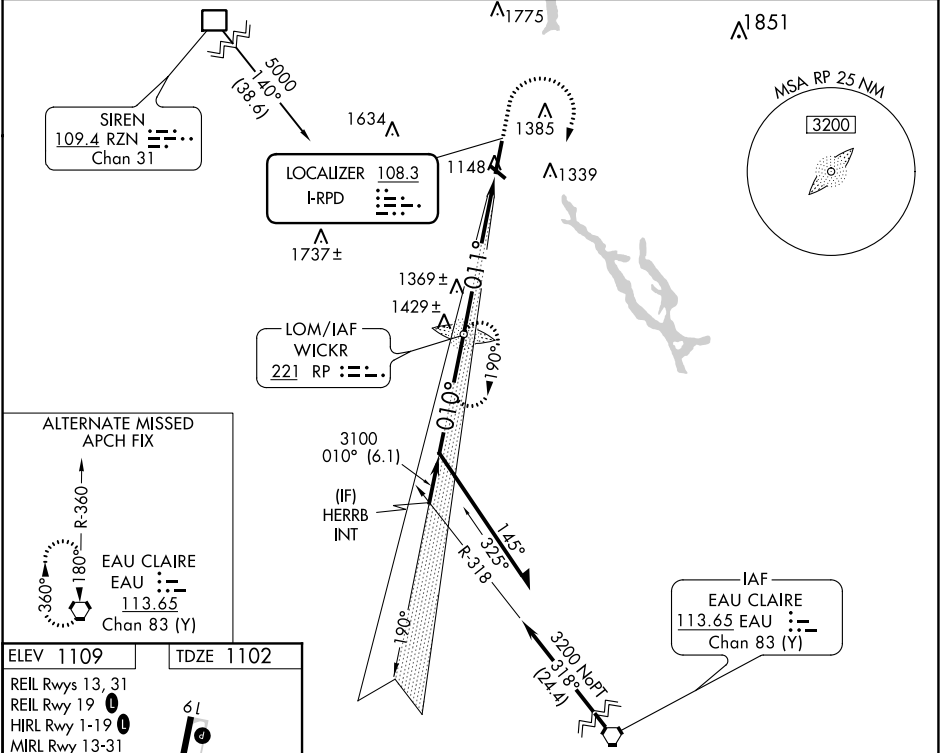 1775
1851
5000
140°
(38.6)
MSA RP 25 NM
3200
SIREN
109.4 RZN
Chan 31
1634
1385
LOCALIZER 108.3
I-RPD
1148
1339
1737±
011°
1369±
1429±
LOM/IAF
WICKR
221 RP
190°
010°
ALTERNATE MISSED
APCH FIX
R-360
360°
180°
EAU CLAIRE
EAU
113.65
Chan 83 (Y)
3100
010° (6.1)
(IF)
HERRB
INT
145°
325°
R-318
190°
3200 NoPT
318°
(24.4)
IAF
EAU CLAIRE
113.65 EAU
Chan 83 (Y)
ELEV 1109
TDZE 1102
REIL Rwys 13, 31
REIL Rwy 19 L
HIRL Rwy 1-19 L
MIRL Rwy 13-31
19
P